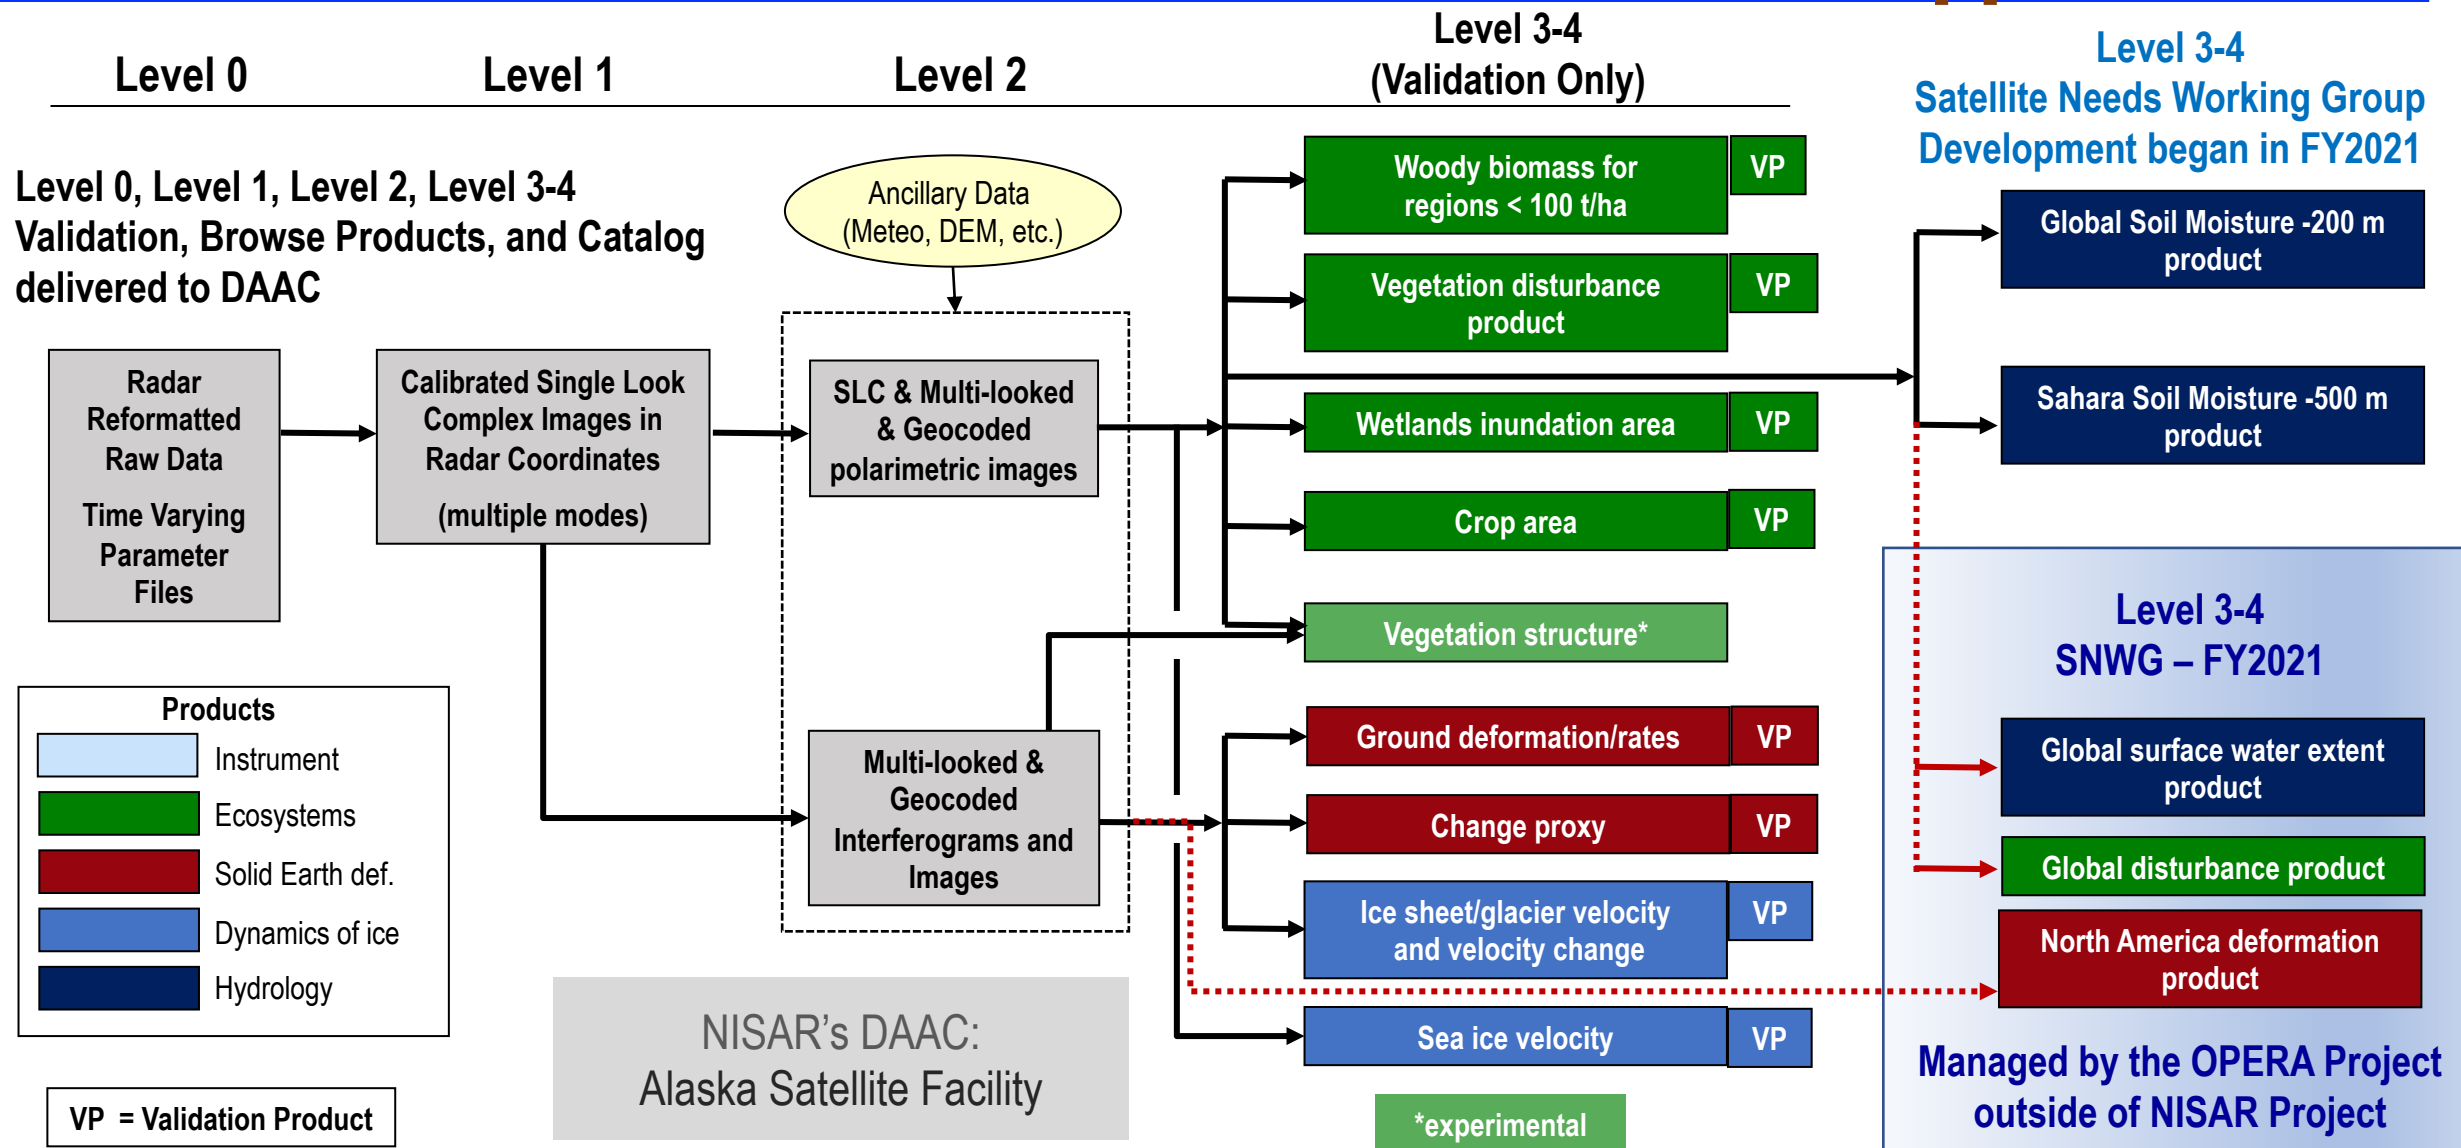 Level 0
Level 1
Level 2
Level 3-4
(Validation Only)
Level 3-4
Satellite Needs Working Group
Development began in FY2021
Level 0, Level 1, Level 2, Level 3-4
Validation, Browse Products, and Catalog
delivered to DAAC
Ancillary Data
(Meteo, DEM, etc.)
Radar
Reformatted
Raw Data
Time Varying
Parameter
Files
Calibrated Single Look
Complex Images in
Radar Coordinates
(multiple modes)
SLC & Multi-looked
& Geocoded
polarimetric images
Multi-looked &
Geocoded
Interferograms and
Images
Woody biomass for
regions < 100 t/ha
VP
Vegetation disturbance
product
VP
Wetlands inundation area
VP
Crop area
VP
Vegetation structure*
Ground deformation/rates
VP
Change proxy
VP
Ice sheet/glacier velocity
and velocity change
VP
Sea ice velocity
VP
*experimental
Global Soil Moisture -200 m
product
Sahara Soil Moisture -500 m
product
Level 3-4
SNWG – FY2021
Global surface water extent
product
Global disturbance product
North America deformation
product
Managed by the OPERA Project
outside of NISAR Project
Products
Instrument
Ecosystems
Solid Earth def.
Dynamics of ice
Hydrology
VP = Validation Product
NISAR’s DAAC:
Alaska Satellite Facility